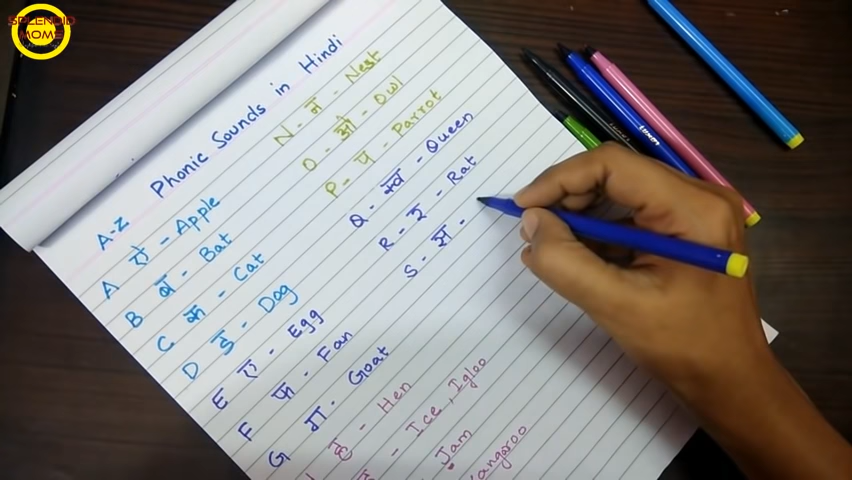 SPLENDID
MOMS
A-Z Phonic Sounds in Hindi
A ऐ - Apple
B ब - Bat
C क - Cat
D ड - Dog
E ए - Egg
F फ - Fan
G ग - Goat
ह - Hen
- Ice, Igloo
Jam
Kangaroo
N - न - Nest
O - ओ - Owl
P - प - Parrot
Q - क्व - Queen
R - र - Rat
S - स -